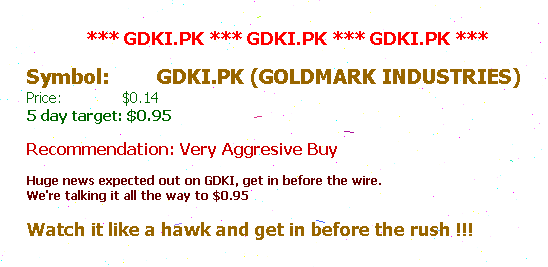 *** GDKI.PK *** GDKI.PK *** GDKI.PK ***
Symbol: GDKI.PK (GOLDMARK INDUSTRIES)
Price: $0.14
5 day target: $0.95
Recommendation: Very Aggresive Buy
Huge news expected out on GDKI, get in before the wire.
We're talking it all the way to $0.95
Watch it like a hawk and get in before the rush !!!